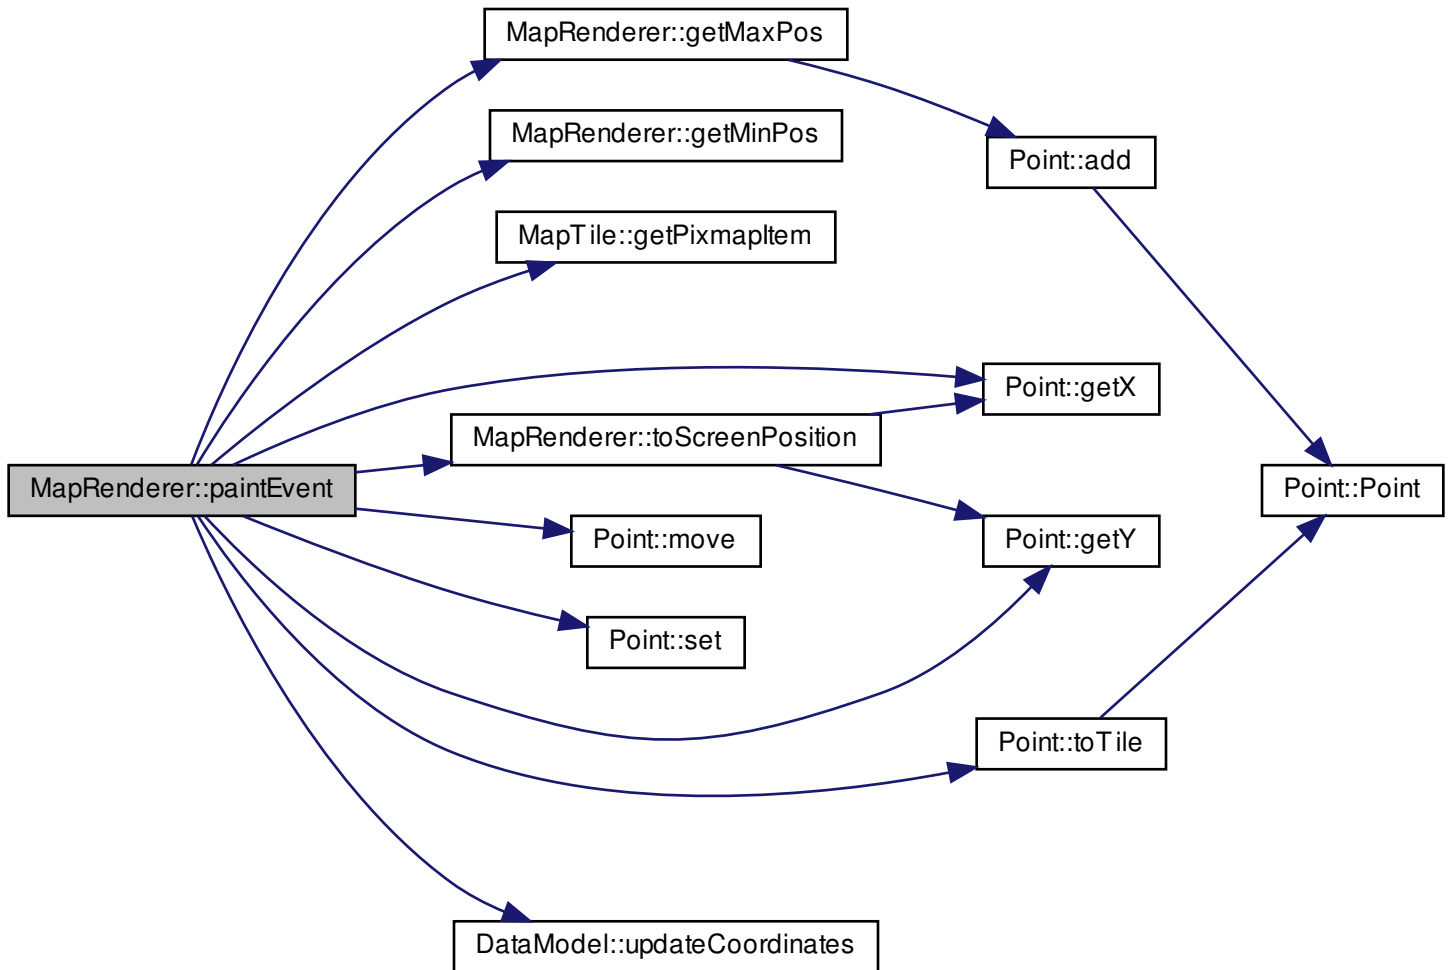 MapRenderer::getMaxPos
MapRenderer::getMinPos
Point::add
MapTile::getPixmapItem
Point::getX
MapRenderer::toScreenPosition
MapRenderer::paintEvent
Point::Point
Point::move
Point::getY
Point::set
Point::toTile
DataModel::updateCoordinates